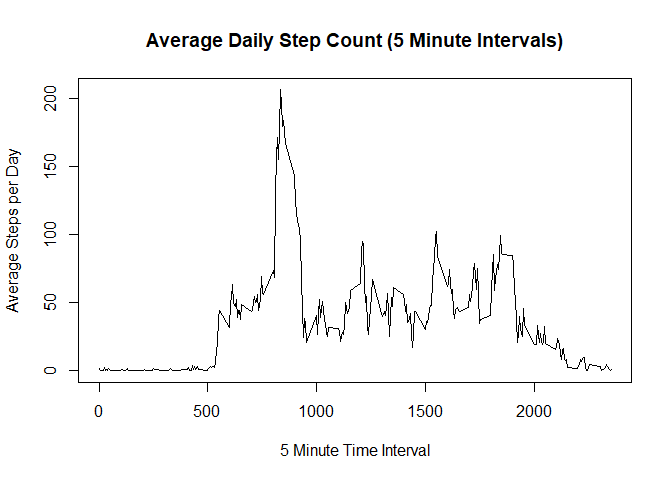 Average Daily Step Count (5 Minute Intervals)
Average Steps per Day
200
150
100
50
0
0 500 1000 1500 2000
5 Minute Time Interval